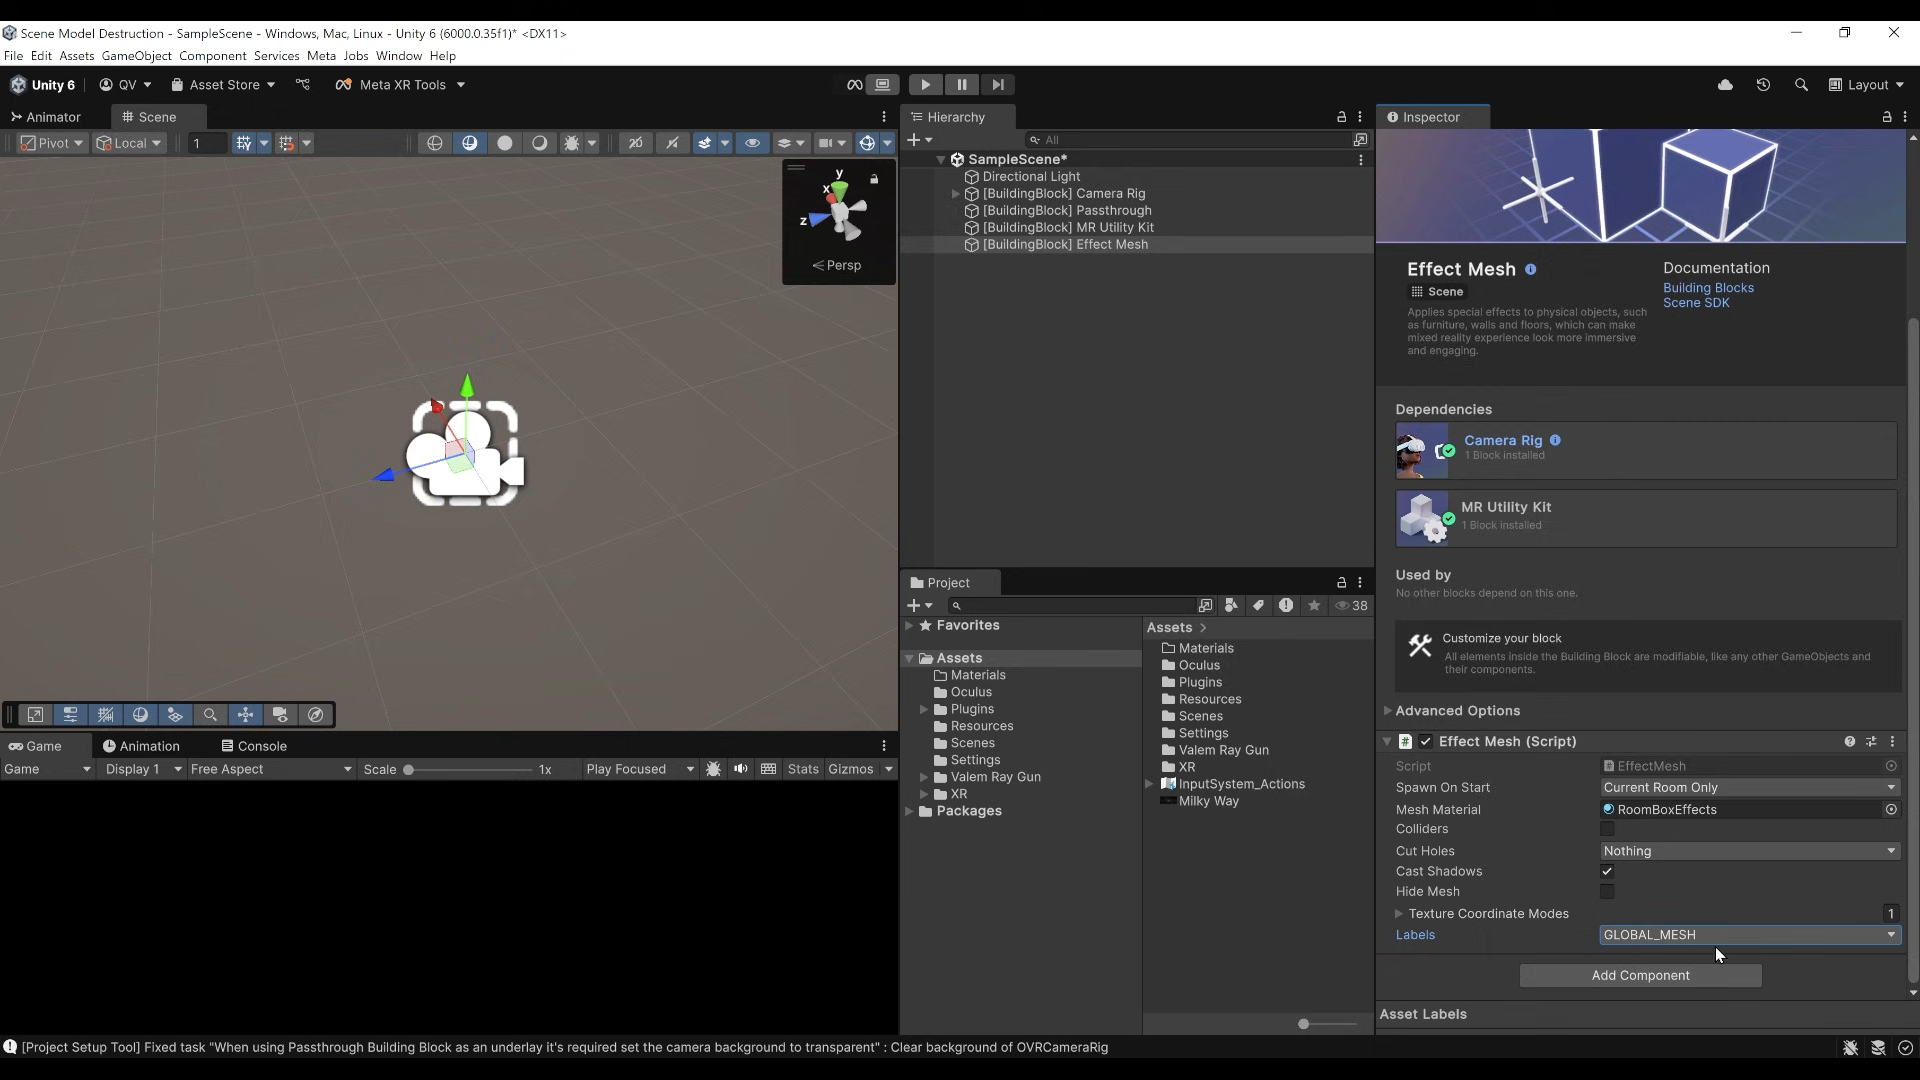 Scene Model Destruction - SampleScene - Windows, Mac, Linux - Unity 6 (6000.0.35f1)* <DX11>
File Edit Assets GameObject Component Services Meta Jobs Window Help
Unity 6 QV Asset Store Meta XR Tools Layout
Animator Scene
Pivot Local 1
y
x
z
Persp
Game Animation Console
Game Display 1 Free Aspect Scale 1x Play Focused Stats Gizmos
Hierarchy
All
SampleScene*
Directional Light
[BuildingBlock] Camera Rig
[BuildingBlock] Passthrough
[BuildingBlock] MR Utility Kit
[BuildingBlock] Effect Mesh
Project
38
Favorites
Assets
Materials
Oculus
Plugins
Resources
Scenes
Settings
Valem Ray Gun
XR
Packages
Assets >
Materials
Oculus
Plugins
Resources
Scenes
Settings
Valem Ray Gun
XR
InputSystem_Actions
Milky Way
Inspector
Effect Mesh
Scene
Applies special effects to physical objects, such
as furniture, walls and floors, which can make
mixed reality experience look more immersive
and engaging.
Documentation
Building Blocks
Scene SDK
Dependencies
Camera Rig
1 Block installed
MR Utility Kit
1 Block installed
Used by
No other blocks depend on this one.
Customize your block
All elements inside the Building Block are modifiable, like any other GameObjects and
their components.
Advanced Options
Effect Mesh (Script)
Script EffectMesh
Spawn On Start Current Room Only
Mesh Material RoomBoxEffects
Colliders
Cut Holes Nothing
Cast Shadows
Hide Mesh
Texture Coordinate Modes 1
Labels GLOBAL_MESH
Add Component
Asset Labels
[Project Setup Tool] Fixed task "When using Passthrough Building Block as an underlay it's required set the camera background to transparent" : Clear background of OVRCameraRig